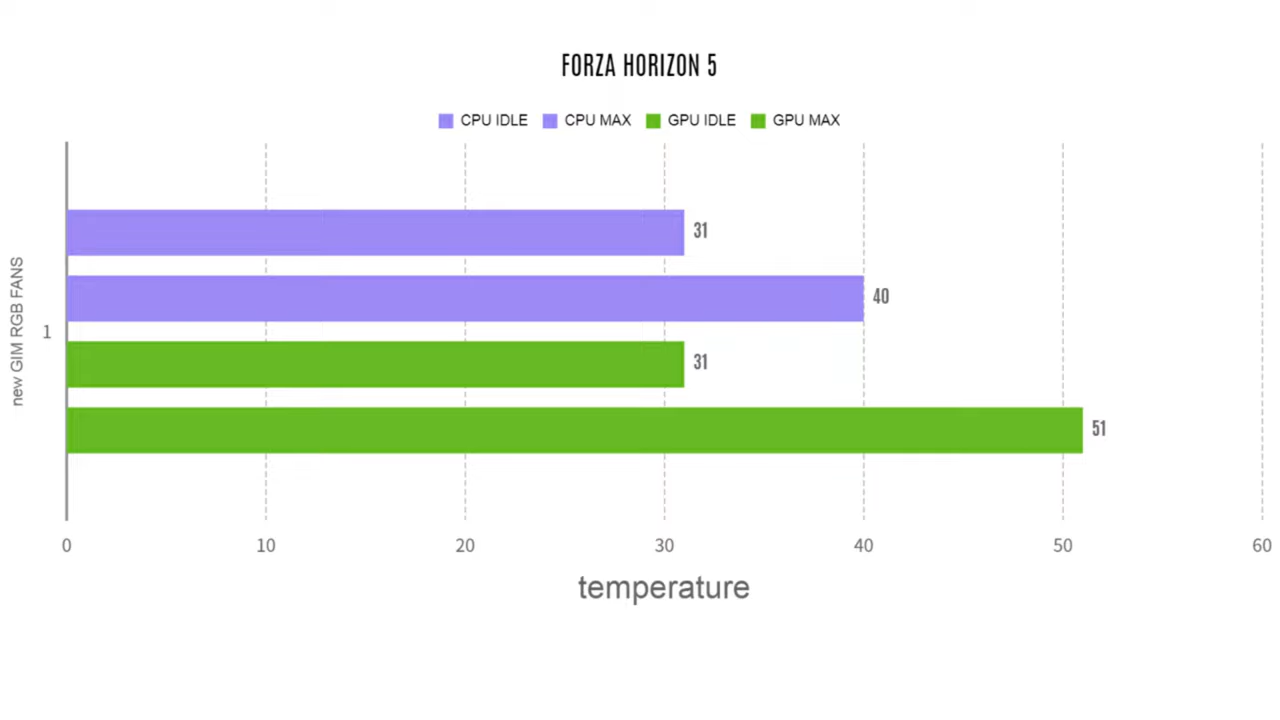 FORZA HORIZON 5
CPU IDLE CPU MAX GPU IDLE GPU MAX
new GIM RGB FANS
1
31
40
31
51
0 10 20 30 40 50 60
temperature